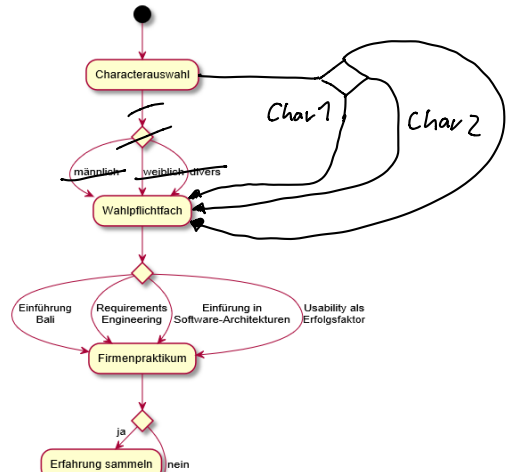 Characterauswahl
Char 1
Char 2
männlich
weiblich
divers
Wahlpflichtfach
Einführung
Bali
Requirements
Engineering
Einfürung in
Software-Architekturen
Usability als
Erfolgsfaktor
Firmenpraktikum
ja
Erfahrung sammeln
nein